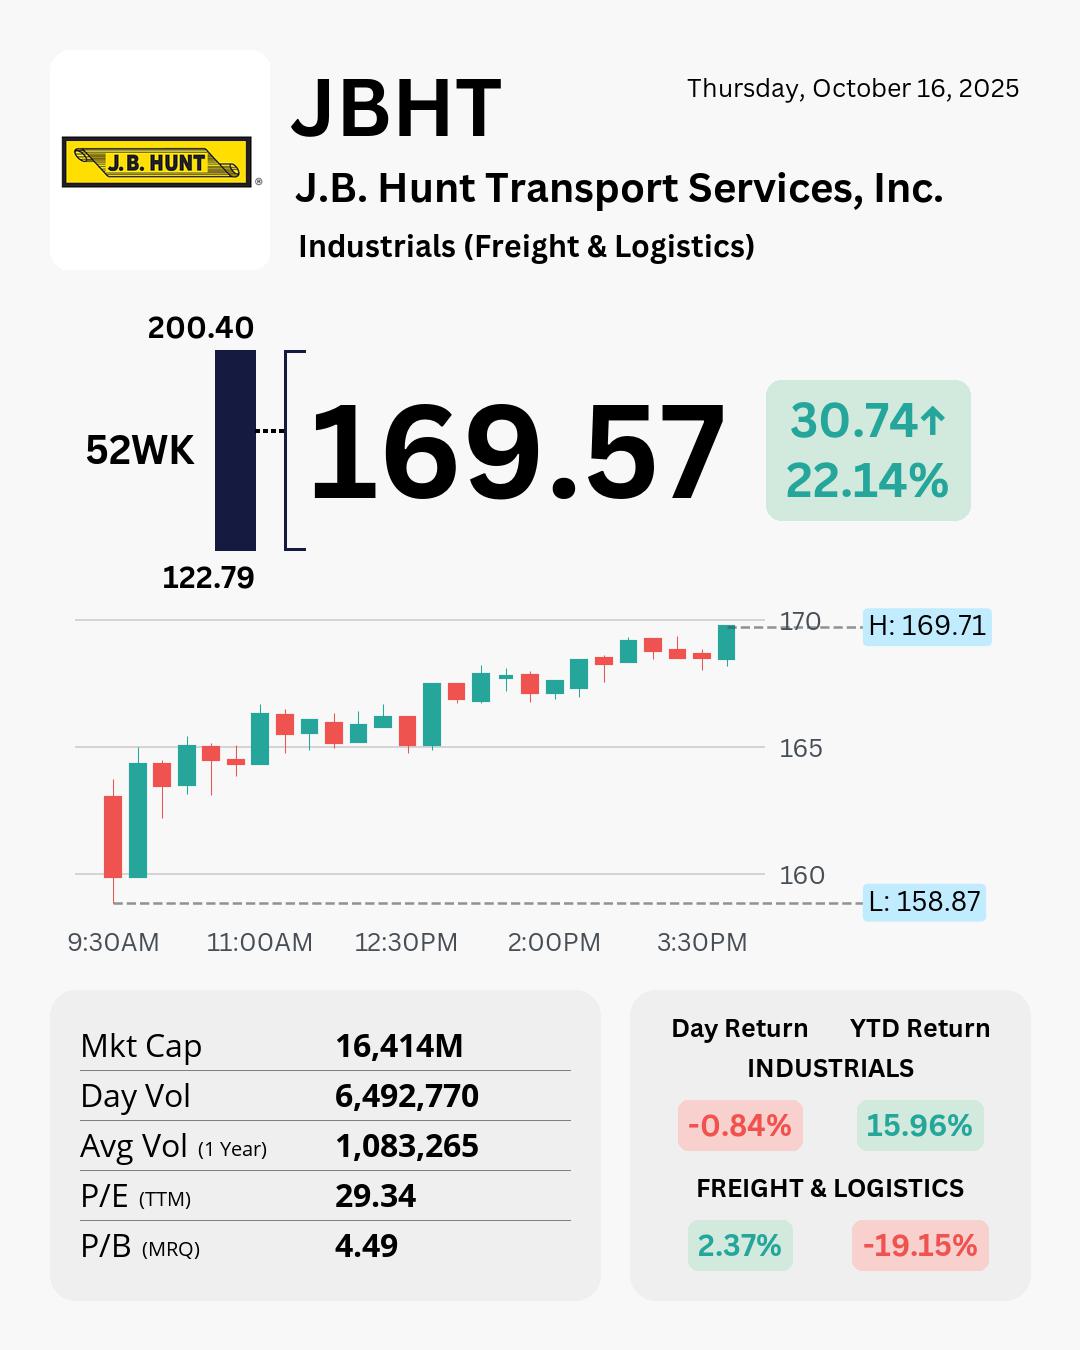 J.B. HUNT
®
JBHT
Thursday, October 16, 2025
J.B. Hunt Transport Services, Inc.
Industrials (Freight & Logistics)
200.40
52WK
122.79
169.57
30.74↑
22.14%
170
H: 169.71
165
160
L: 158.87
9:30AM 11:00AM 12:30PM 2:00PM 3:30PM
Mkt Cap 16,414M
Day Vol 6,492,770
Avg Vol (1 Year) 1,083,265
P/E (TTM) 29.34
P/B (MRQ) 4.49
Day Return YTD Return
INDUSTRIALS
-0.84% 15.96%
FREIGHT & LOGISTICS
2.37% -19.15%